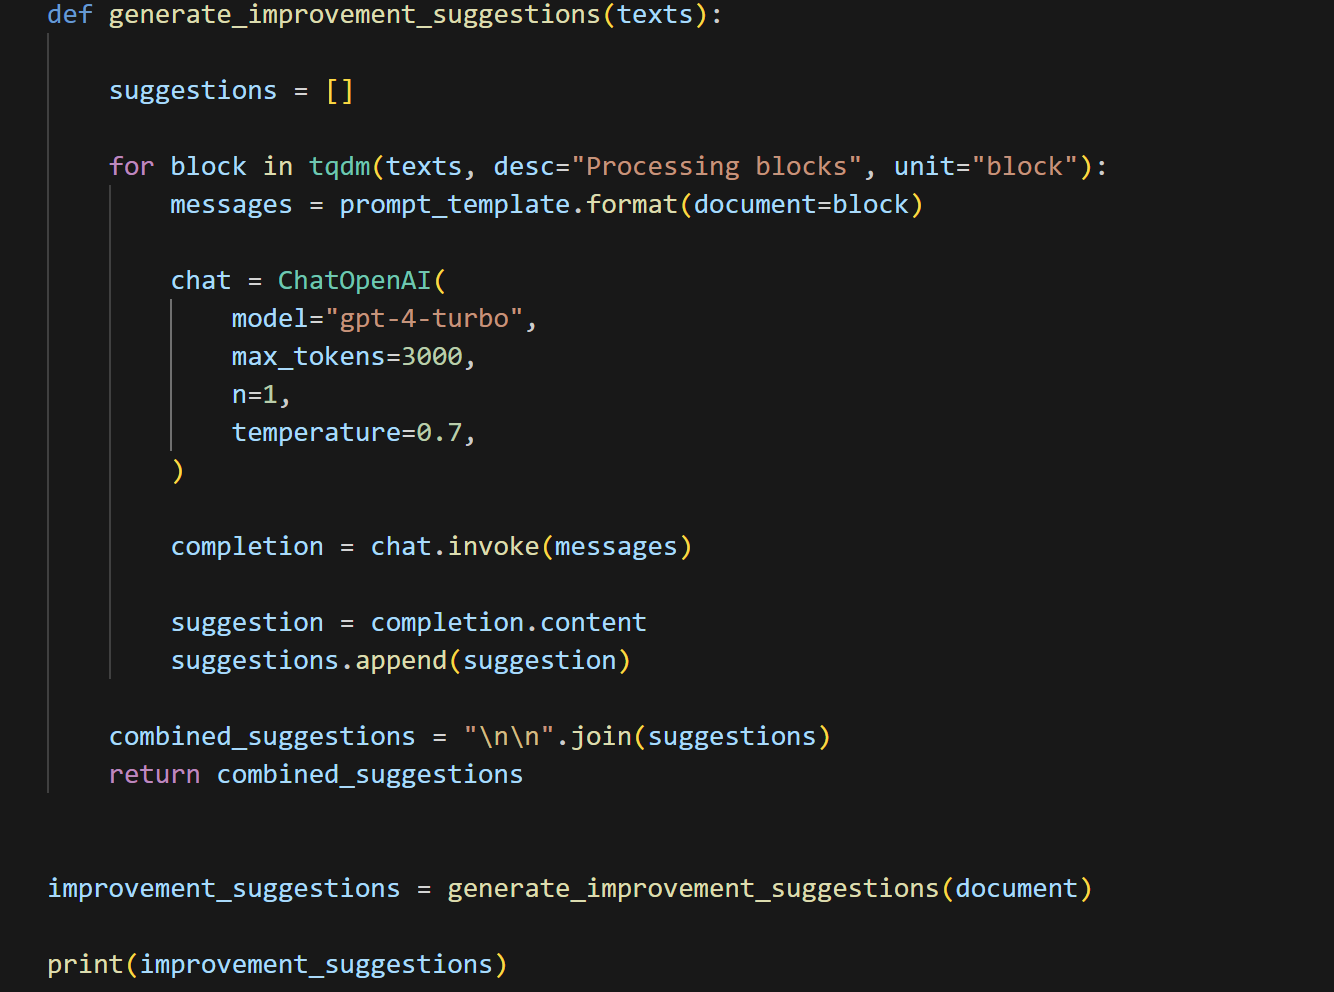 def generate_improvement_suggestions(texts):
suggestions = []
for block in tqdm(texts, desc="Processing blocks", unit="block"):
messages = prompt_template.format(document=block)
chat = ChatOpenAI(
model="gpt-4-turbo",
max_tokens=3000,
n=1,
temperature=0.7,
)
completion = chat.invoke(messages)
suggestion = completion.content
suggestions.append(suggestion)
combined_suggestions = "\n\n".join(suggestions)
return combined_suggestions
improvement_suggestions = generate_improvement_suggestions(document)
print(improvement_suggestions)